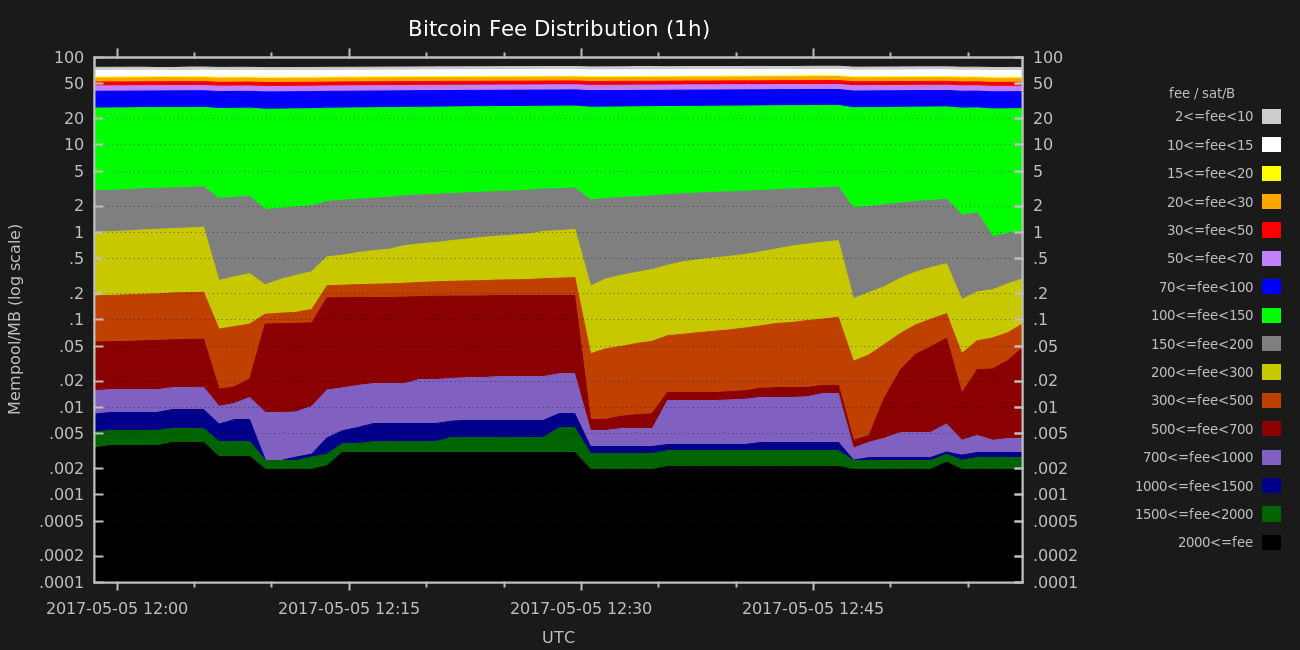 Bitcoin Fee Distribution (1h)
Mempool/MB (log scale)
100
50
20
10
5
2
1
.5
.2
.1
.05
.02
.01
.005
.002
.001
.0005
.0002
.0001
100
50
20
10
5
2
1
.5
.2
.1
.05
.02
.01
.005
.002
.001
.0005
.0002
.0001
2017-05-05 12:00
2017-05-05 12:15
2017-05-05 12:30
2017-05-05 12:45
UTC
fee / sat/B
2<=fee<10
10<=fee<15
15<=fee<20
20<=fee<30
30<=fee<50
50<=fee<70
70<=fee<100
100<=fee<150
150<=fee<200
200<=fee<300
300<=fee<500
500<=fee<700
700<=fee<1000
1000<=fee<1500
1500<=fee<2000
2000<=fee